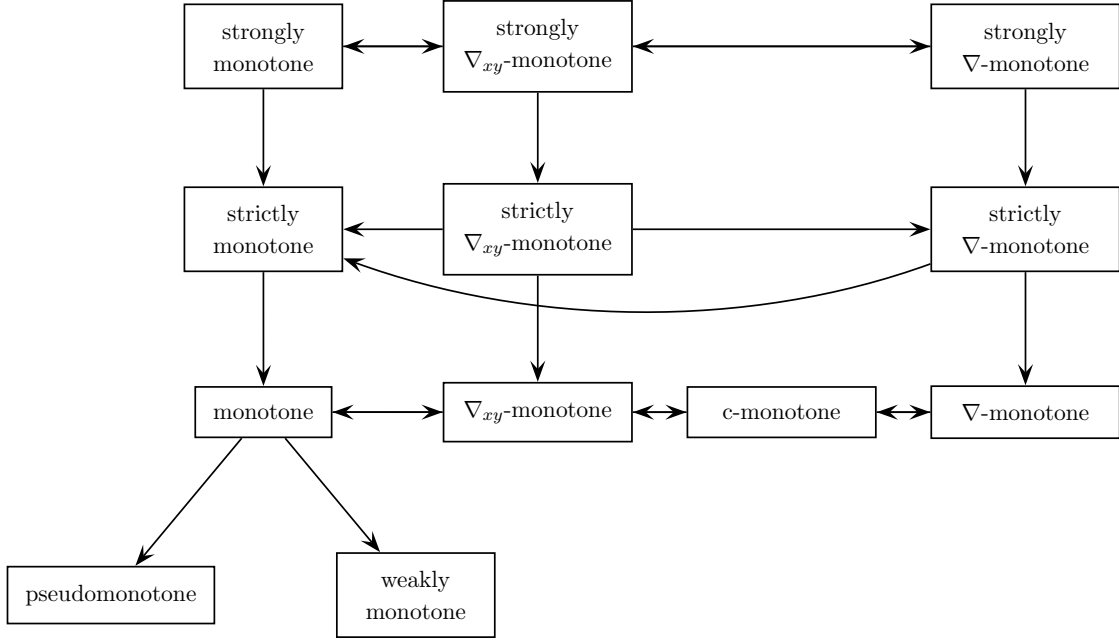 strongly
monotone
strongly
∇xy-monotone
strongly
∇-monotone
strictly
monotone
strictly
∇xy-monotone
strictly
∇-monotone
monotone
∇xy-monotone
c-monotone
∇-monotone
pseudomonotone
weakly
monotone